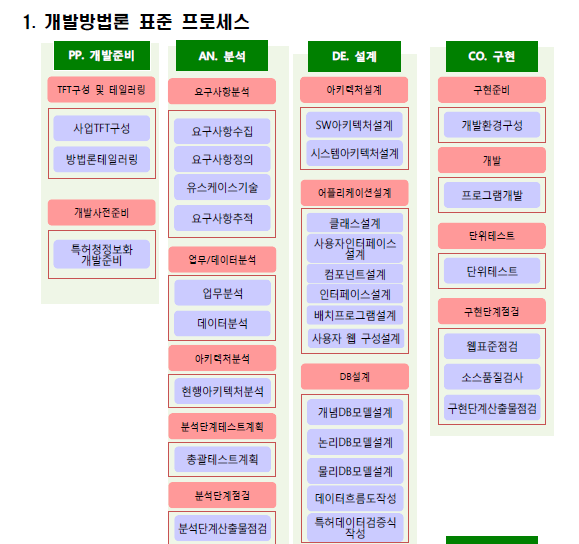 1. 개발방법론 표준 프로세스
PP. 개발준비
TFT구성 및 테일러링
사업TFT구성
방법론테일러링
개발사전준비
특허청정보화
개발준비
AN. 분석
요구사항분석
요구사항수집
요구사항정의
유스케이스기술
요구사항추적
업무/데이터분석
업무분석
데이터분석
아키텍처분석
현행아키텍처분석
분석단계테스트계획
총괄테스트계획
분석단계점검
분석단계산출물점검
DE. 설계
아키텍처설계
SW아키텍처설계
시스템아키텍처설계
어플리케이션설계
클래스설계
사용자인터페이스
설계
컴포넌트설계
인터페이스설계
배치프로그램설계
사용자 웹 구성설계
DB설계
개념DB모델설계
논리DB모델설계
물리DB모델설계
데이터흐름도작성
특허데이터검증식
작성
CO. 구현
구현준비
개발환경구성
개발
프로그램개발
단위테스트
단위테스트
구현단계점검
웹표준점검
소스품질검사
구현단계산출물점검